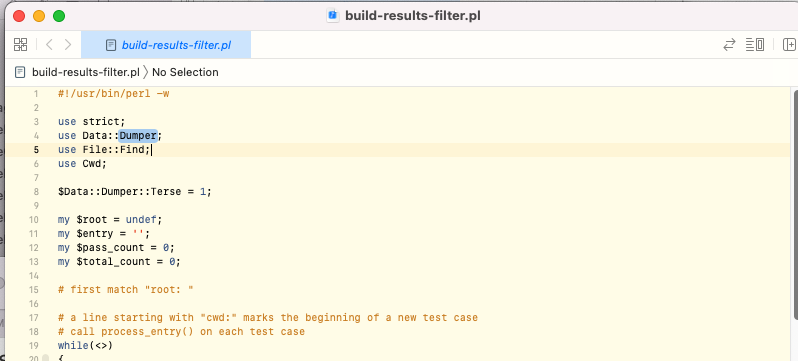 build-results-filter.pl
build-results-filter.pl
build-results-filter.pl 〉 No Selection
1 #!/usr/bin/perl -w
2
3 use strict;
4 use Data::Dumper;
5 use File::Find;
6 use Cwd;
7
8 $Data::Dumper::Terse = 1;
9
10 my $root = undef;
11 my $entry = '';
12 my $pass_count = 0;
13 my $total_count = 0;
14
15 # first match "root: "
16
17 # a line starting with "cwd:" marks the beginning of a new test case
18 # call process_entry() on each test case
19 while(<>)
20 {